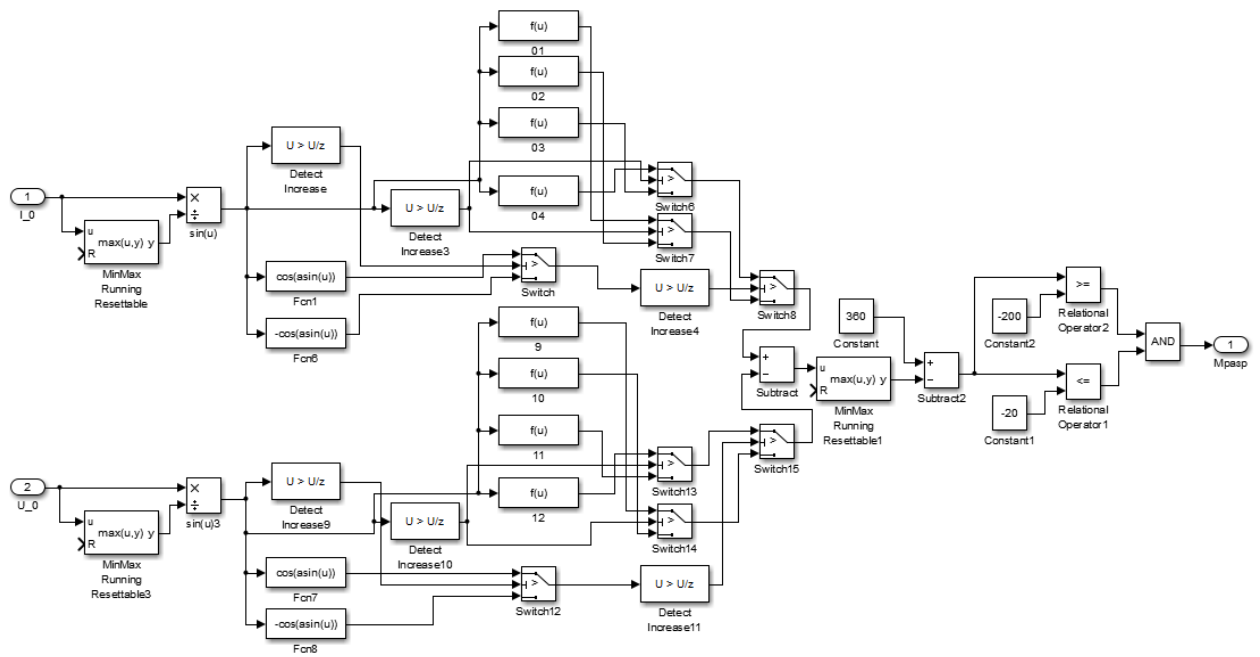 1
I_0
u
R
max(u,y) y
MinMax
Running
Resettable
×
÷
sin(u)
U > U/z
Detect
Increase
cos(asin(u))
Fcn1
-cos(asin(u))
Fcn6
U > U/z
Detect
Increase3
f(u)
01
f(u)
02
f(u)
03
f(u)
04
>
Switch
>
Switch6
>
Switch7
U > U/z
Detect
Increase4
>
Switch8
2
U_0
u
R
max(u,y) y
MinMax
Running
Resettable3
×
÷
sin(u)3
U > U/z
Detect
Increase9
cos(asin(u))
Fcn7
-cos(asin(u))
Fcn8
U > U/z
Detect
Increase10
f(u)
9
f(u)
10
f(u)
11
f(u)
12
>
Switch12
>
Switch13
>
Switch14
U > U/z
Detect
Increase11
>
Switch15
+
−
Subtract
u
R
max(u,y) y
MinMax
Running
Resettable1
360
Constant
+
−
Subtract2
-200
Constant2
>=
Relational
Operator2
-20
Constant1
<=
Relational
Operator1
AND
1
Mpasp